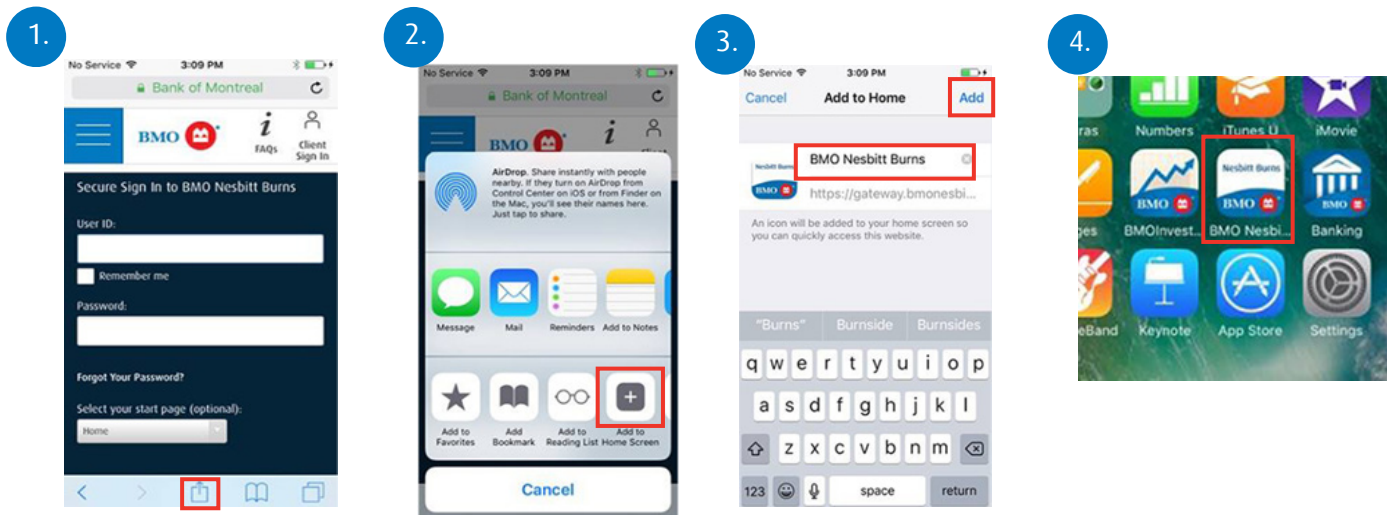 1.
No Service 3:09 PM
Bank of Montreal
BMO
i
FAQs
Client
Sign In
Secure Sign In to BMO Nesbitt Burns
User ID:
Remember me
Password:
Forgot Your Password?
Select your start page (optional):
Home
2.
No Service 3:09 PM
Bank of Montreal
BMO
i
AirDrop. Share instantly with people
nearby. If they turn on AirDrop from
Control Center on iOS or from Finder on
the Mac, you'll see their names here.
Just tap to share.
Message Mail Reminders Add to Notes
Add to Favorites
Add Bookmark
Add to Reading List
Add to Home Screen
Cancel
3.
No Service 3:09 PM
Cancel Add to Home Add
Nesbitt Burns
BMO
BMO Nesbitt Burns
https://gateway.bmonesbi...
An icon will be added to your home screen so
you can quickly access this website.
"Burns" Burnside Burnsides
q w e r t y u i o p
a s d f g h j k l
z x c v b n m
123 space return
4.
ras Numbers iTunes U iMovie
BMO
Nesbitt Burns
BMO
BMO
ges BMOInvest... BMO Nesbi... Banking
eBand Keynote App Store Settings